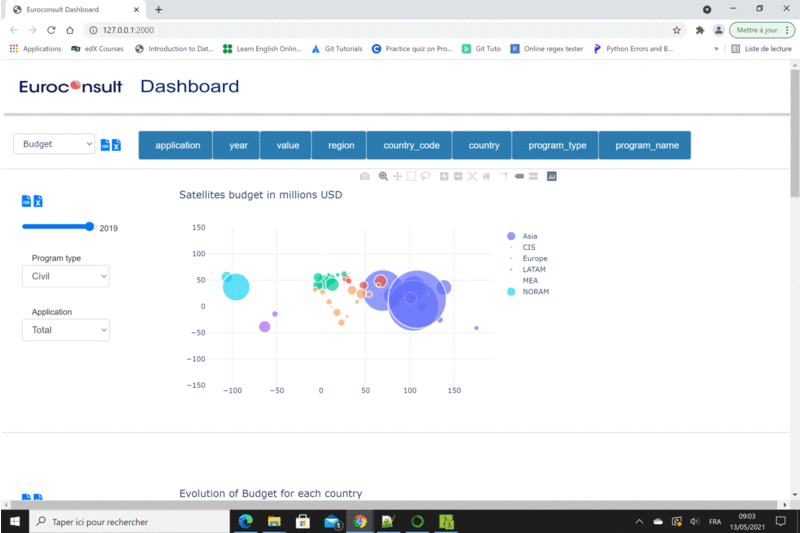 Euroconsult Dashboard
127.0.0.1:2000
Mettre à jour
Applications edX Courses Introduction to Dat... Learn English Onlin... Git Tutorials Practice quiz on Pro... Git Tuto Online regex tester Python Errors and B... » Liste de lecture
Euroconsult Dashboard
Budget CSV X application year value region country_code country program_type program_name
CSV X
Satellites budget in millions USD
2019
Program type
Civil
Application
Total
150
100
50
0
−50
−100
−150
−100 −50 0 50 100 150
Asia
CIS
Europe
LATAM
MEA
NORAM
Evolution of Budget for each country
Taper ici pour rechercher
1
FRA
09:03
13/05/2021